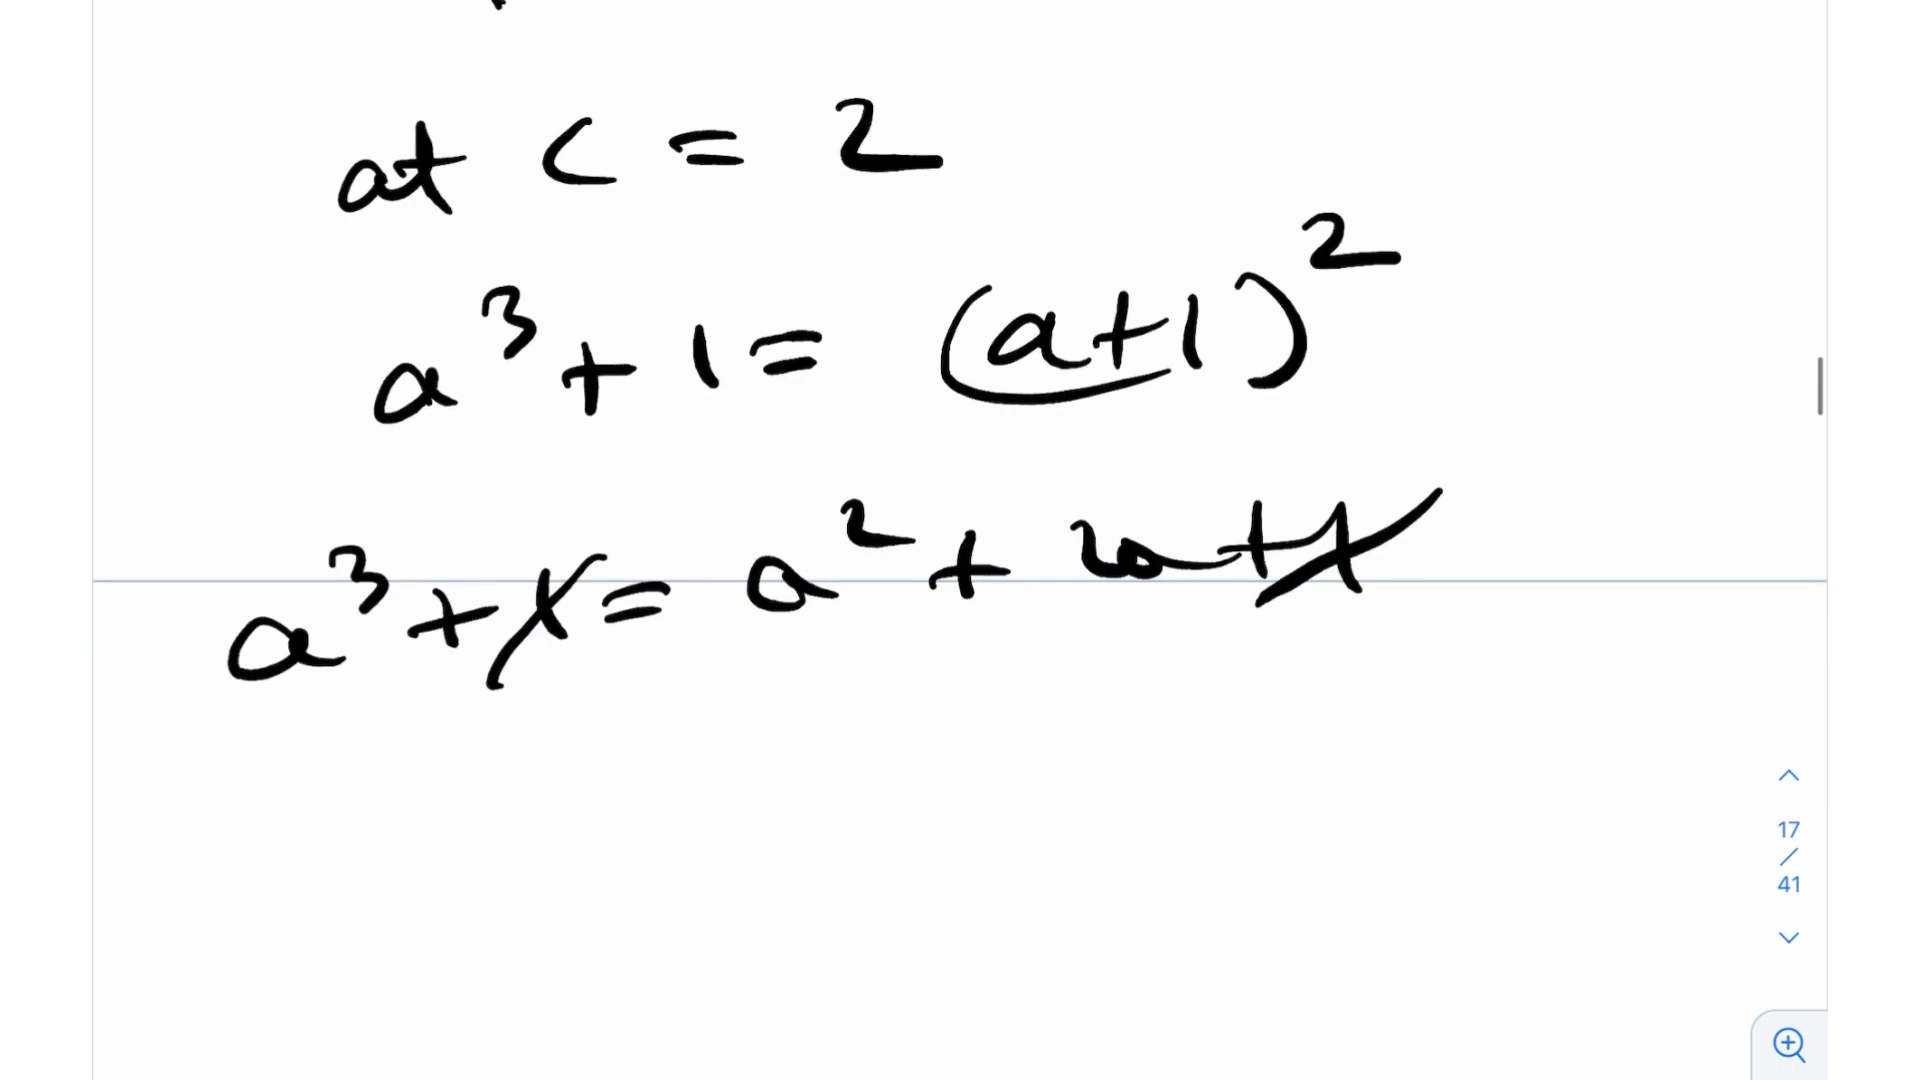 at c = 2
a³ + 1 = (a+1)²
a³ + 1 = a² + 2a + 1
17
/
41